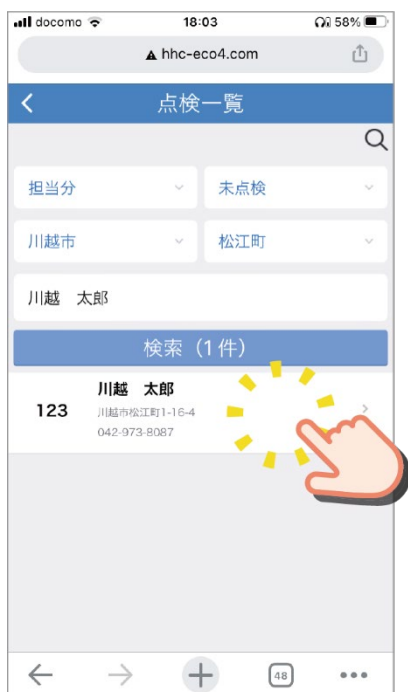 docomo 18:03 58%
hhc-eco4.com
点検一覧
担当分 未点検
川越市 松江町
川越　太郎
検索（1件）
川越　太郎
123 川越市松江町1-16-4
042-973-8087
48